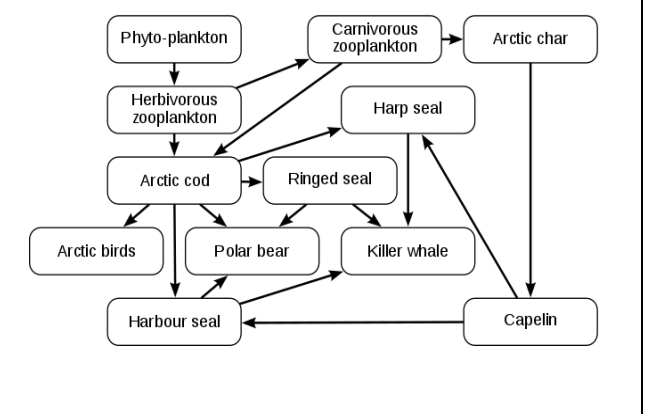 Phyto-plankton
Carnivorous
zooplankton
Arctic char
Herbivorous
zooplankton
Harp seal
Arctic cod
Ringed seal
Arctic birds
Polar bear
Killer whale
Harbour seal
Capelin